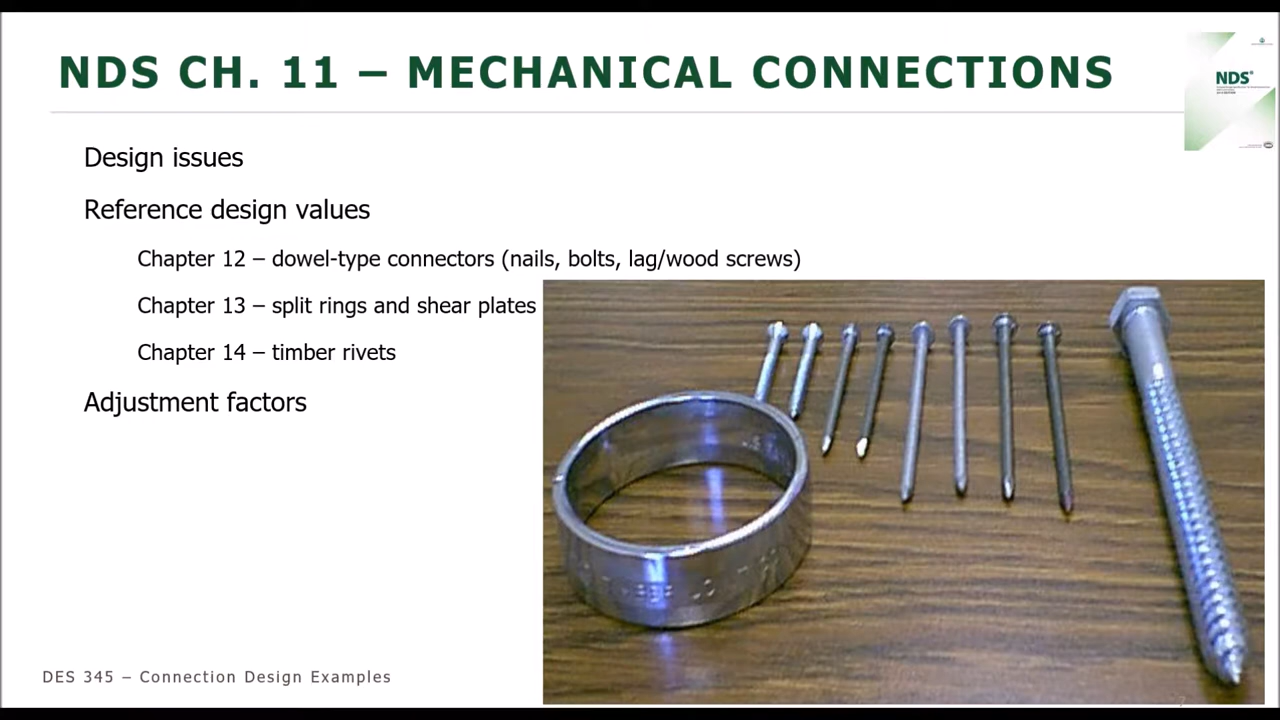 NDS CH. 11 – MECHANICAL CONNECTIONS
NDS®
Design issues
Reference design values
Chapter 12 – dowel-type connectors (nails, bolts, lag/wood screws)
Chapter 13 – split rings and shear plates
Chapter 14 – timber rivets
Adjustment factors
DES 345 – Connection Design Examples
7